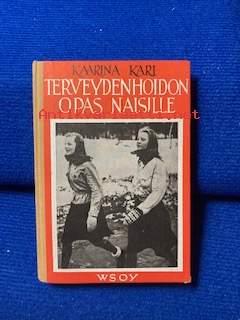 KAARINA KARI
TERVEYDENHOIDON
OPAS NAISILLE
WSOY